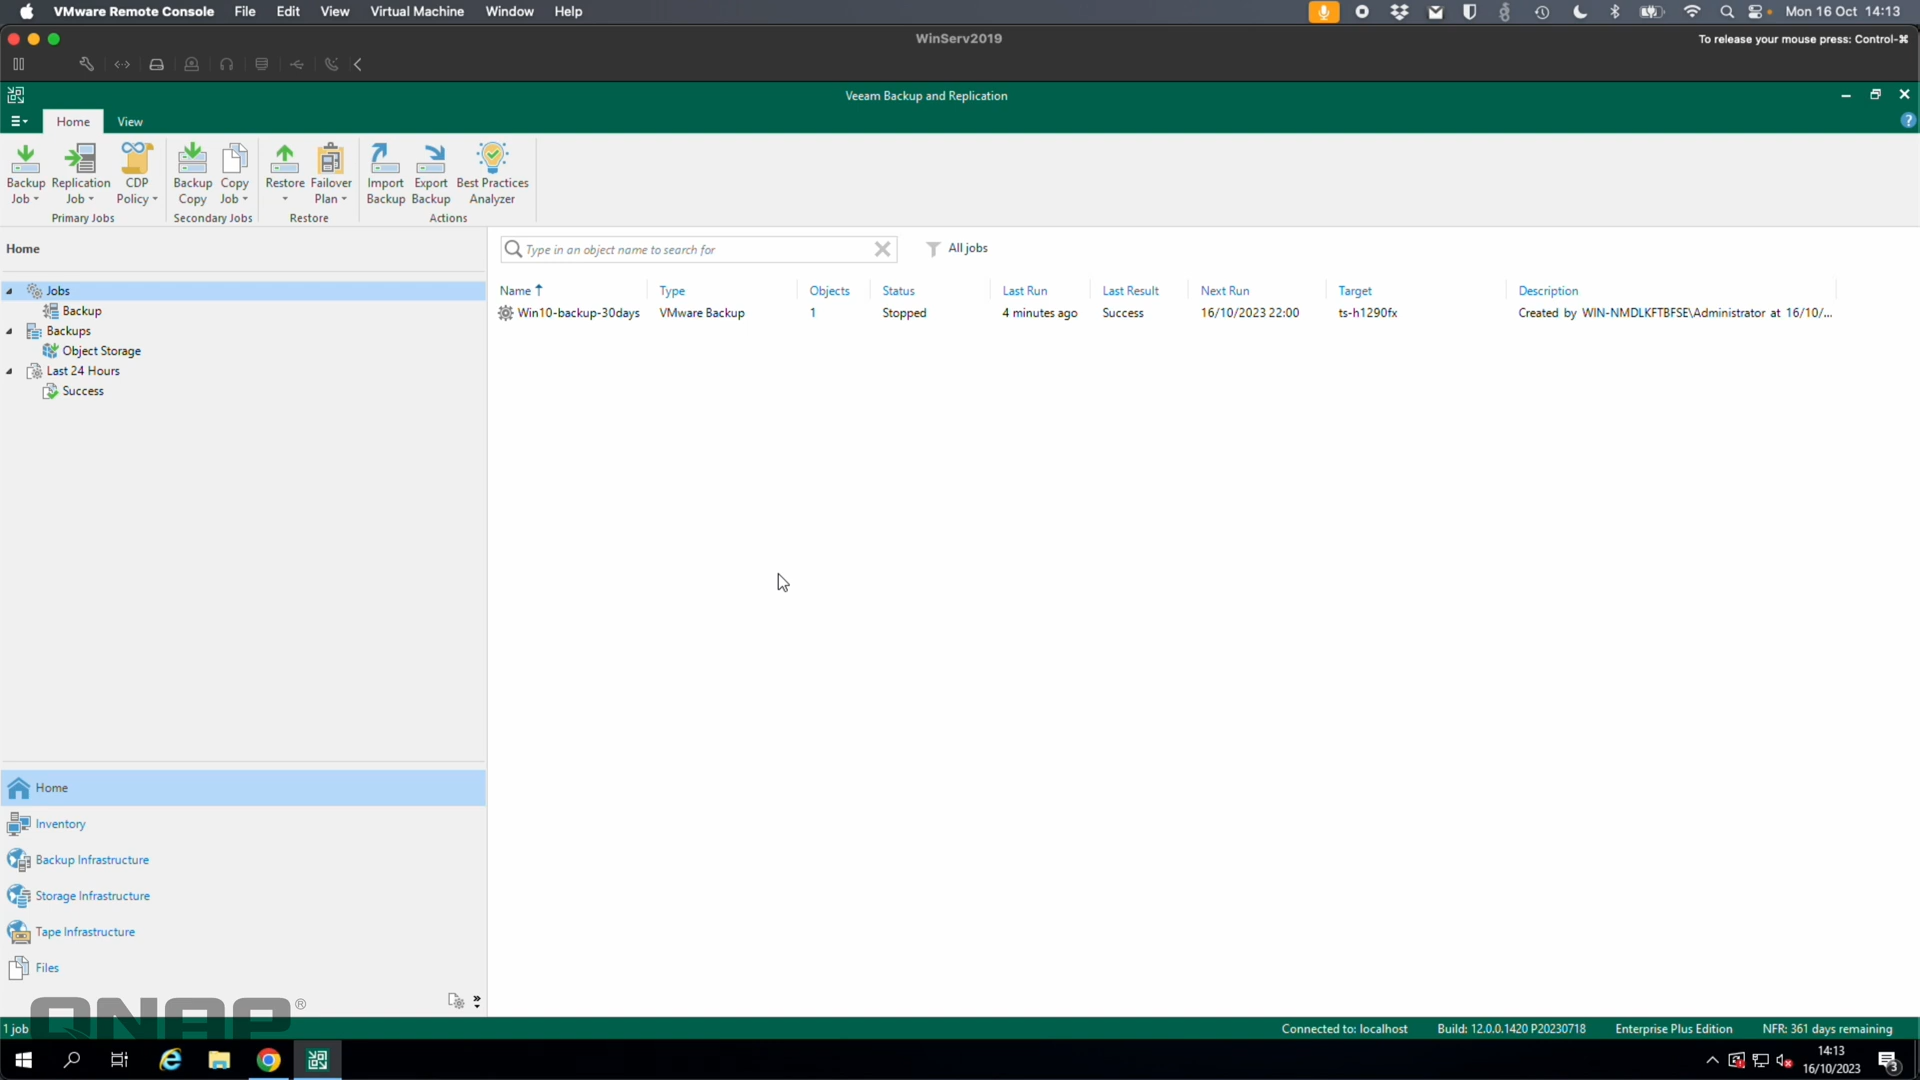 VMware Remote Console File Edit View Virtual Machine Window Help Mon 16 Oct 14:13
WinServ2019 To release your mouse press: Control-⌘
Veeam Backup and Replication
Home View
Backup Job Replication Job CDP Policy Backup Copy Copy Job Restore Failover Plan Import Backup Export Backup Best Practices Analyzer
Primary Jobs Secondary Jobs Restore Actions
Home Type in an object name to search for All jobs
Name Type Objects Status Last Run Last Result Next Run Target Description
Win10-backup-30days VMware Backup 1 Stopped 4 minutes ago Success 16/10/2023 22:00 ts-h1290fx Created by WIN-NMDLKFTBFSE\Administrator at 16/10/...
Jobs
Backup
Backups
Object Storage
Last 24 Hours
Success
Home
Inventory
Backup Infrastructure
Storage Infrastructure
Tape Infrastructure
Files
QNAP®
1 job Connected to: localhost Build: 12.0.0.1420 P20230718 Enterprise Plus Edition NFR: 361 days remaining
14:13
16/10/2023 3